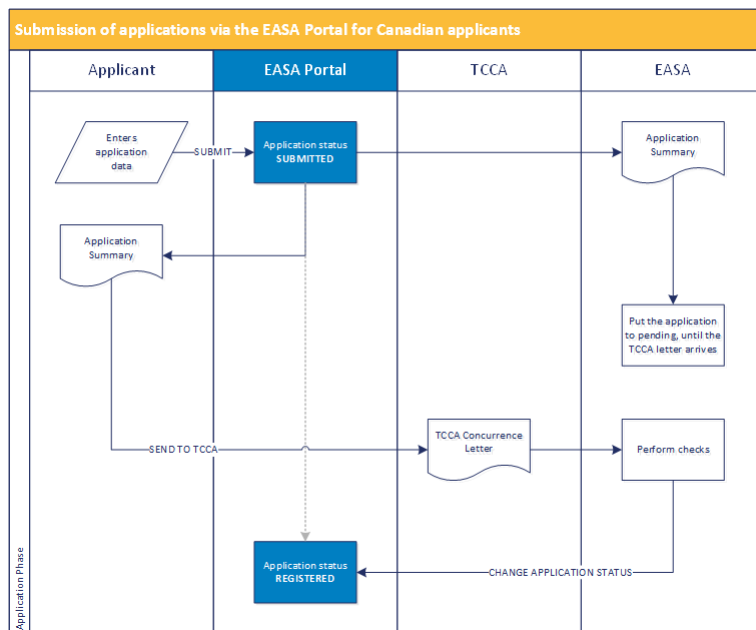 Submission of applications via the EASA Portal for Canadian applicants
Applicant
EASA Portal
TCCA
EASA
Enters
application
data
SUBMIT
Application status
SUBMITTED
Application
Summary
Application
Summary
Put the application
to pending, until the
TCCA letter arrives
SEND TO TCCA
TCCA Concurrence
Letter
Perform checks
Application status
REGISTERED
CHANGE APPLICATION STATUS
Application Phase